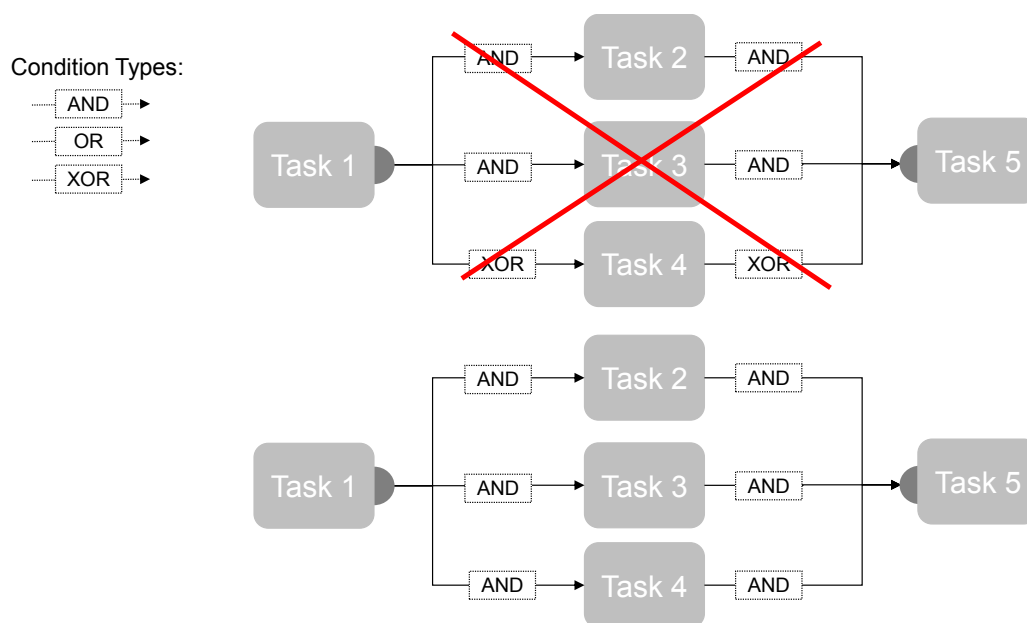 Condition Types:
AND
OR
XOR
AND Task 2 AND
Task 1 AND Task 3 AND Task 5
XOR Task 4 XOR
AND Task 2 AND
Task 1 AND Task 3 AND Task 5
AND Task 4 AND